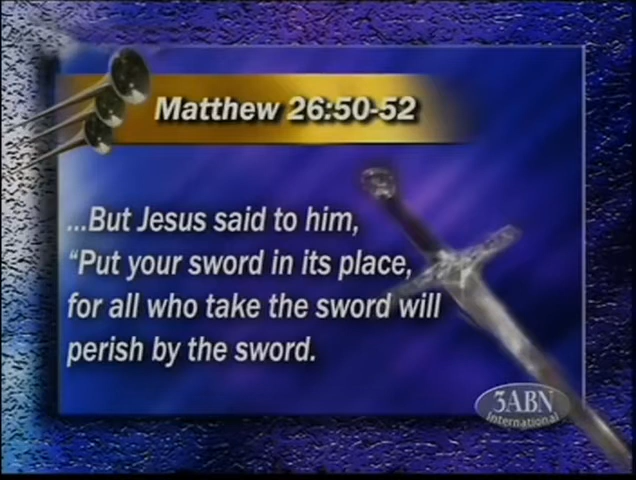 Matthew 26:50-52
...But Jesus said to him,
“Put your sword in its place,
for all who take the sword will
perish by the sword.
3ABN
International